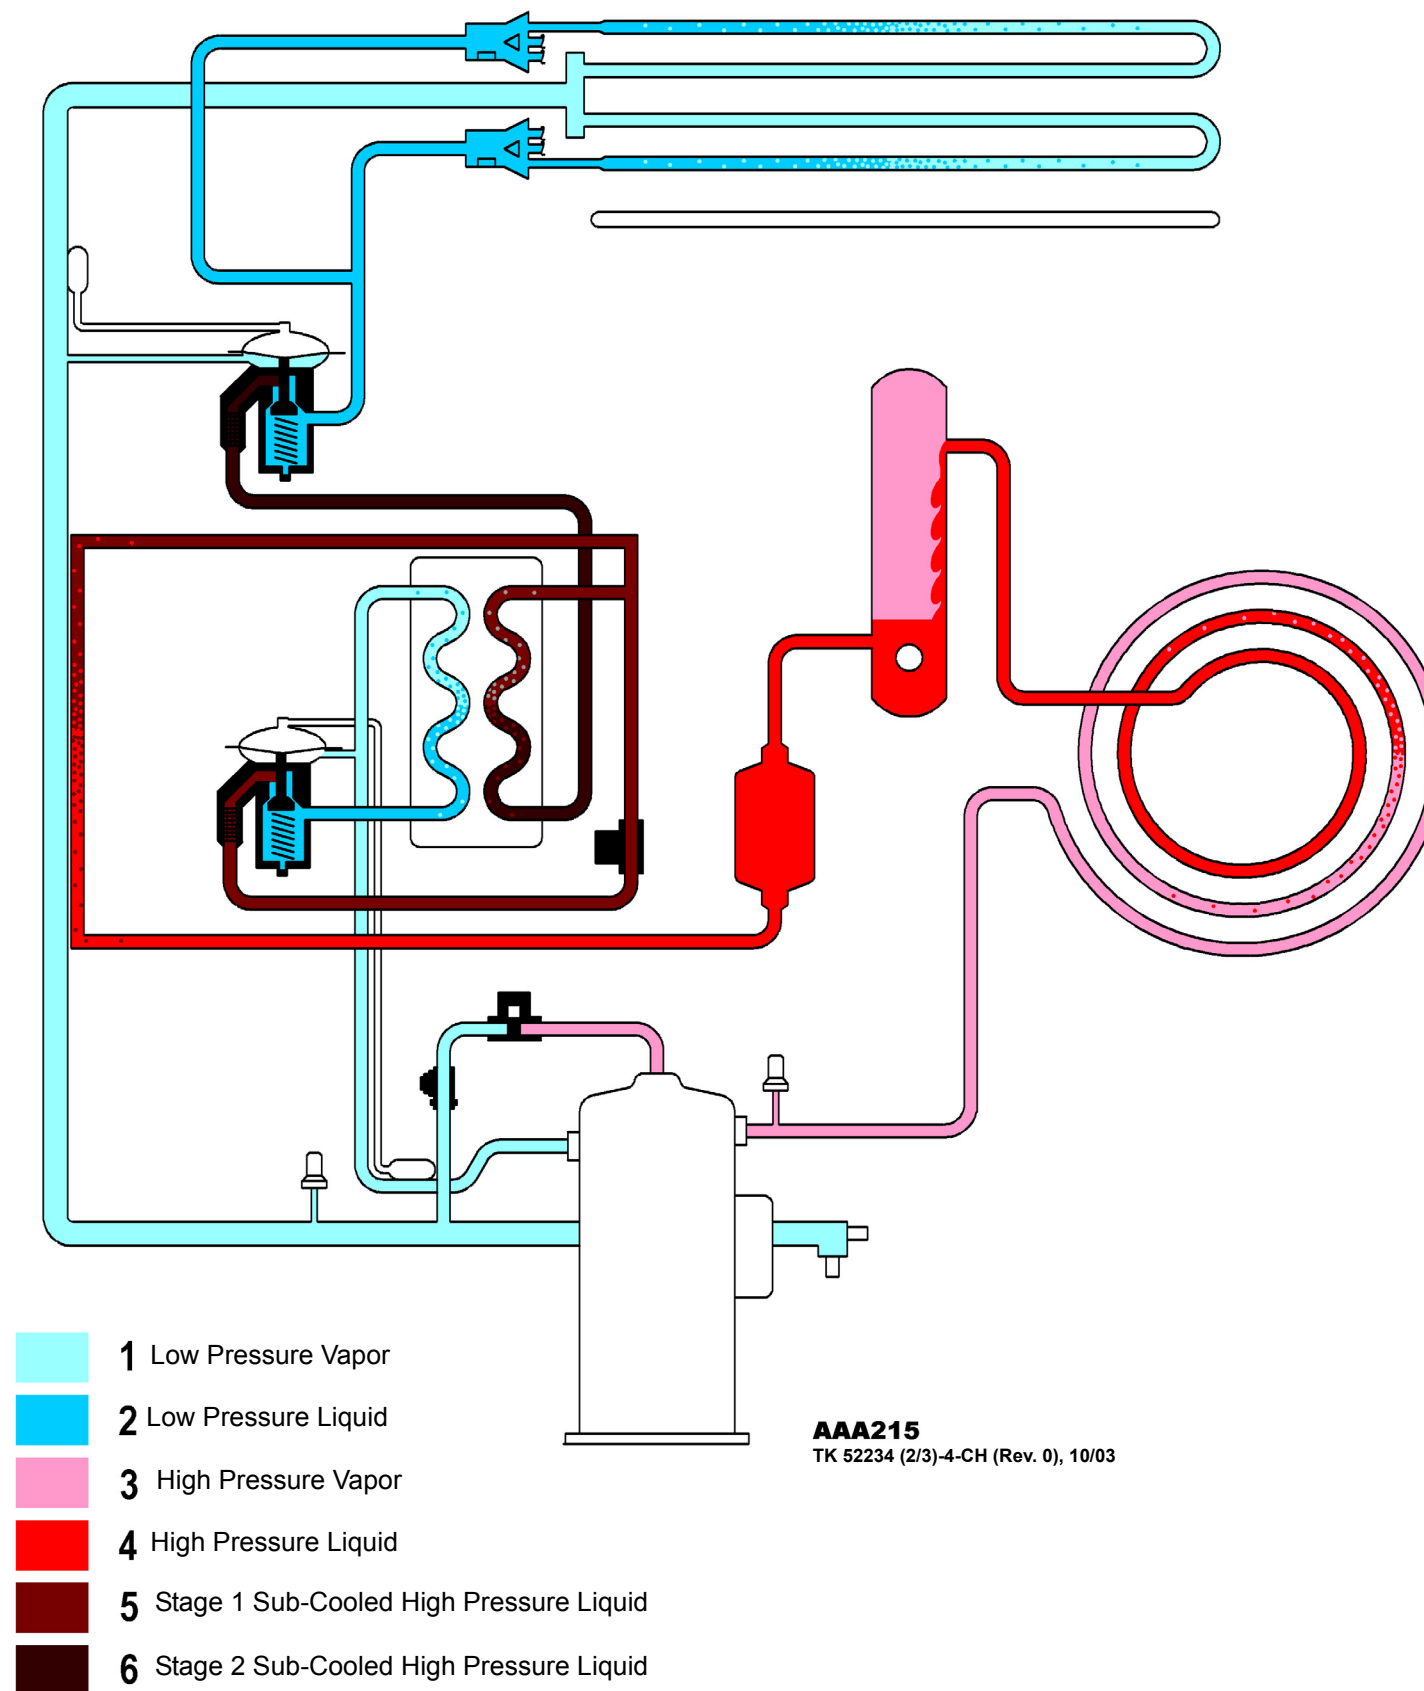 AAA215
TK 52234 (2/3)-4-CH (Rev. 0), 10/03
1 Low Pressure Vapor
2 Low Pressure Liquid
3 High Pressure Vapor
4 High Pressure Liquid
5 Stage 1 Sub-Cooled High Pressure Liquid
6 Stage 2 Sub-Cooled High Pressure Liquid